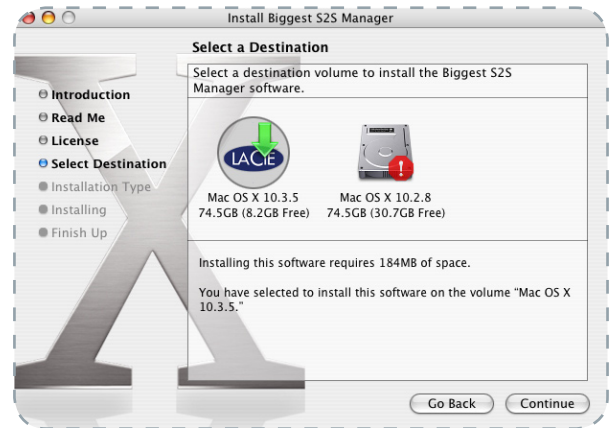 Install Biggest S2S Manager
Select a Destination
Introduction
Read Me
License
Select Destination
Installation Type
Installing
Finish Up
Select a destination volume to install the Biggest S2S
Manager software.
LACIE
Mac OS X 10.3.5
74.5GB (8.2GB Free)
Mac OS X 10.2.8
74.5GB (30.7GB Free)
Installing this software requires 184MB of space.
You have selected to install this software on the volume “Mac OS X
10.3.5.”
Go Back
Continue